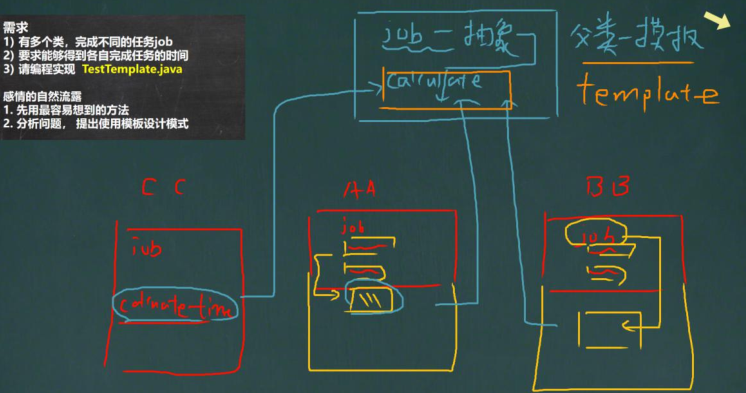 需求
1) 有多个类，完成不同的任务job
2) 要求能够得到各自完成任务的时间
3) 请编程实现 TestTemplate.java
感情的自然流露
1. 先用最容易想到的方法
2. 分析问题， 提出使用模板设计模式
job — 抽象
calculate
父类-模板
template
CC
job
calculate-time
AA
job
BB
job